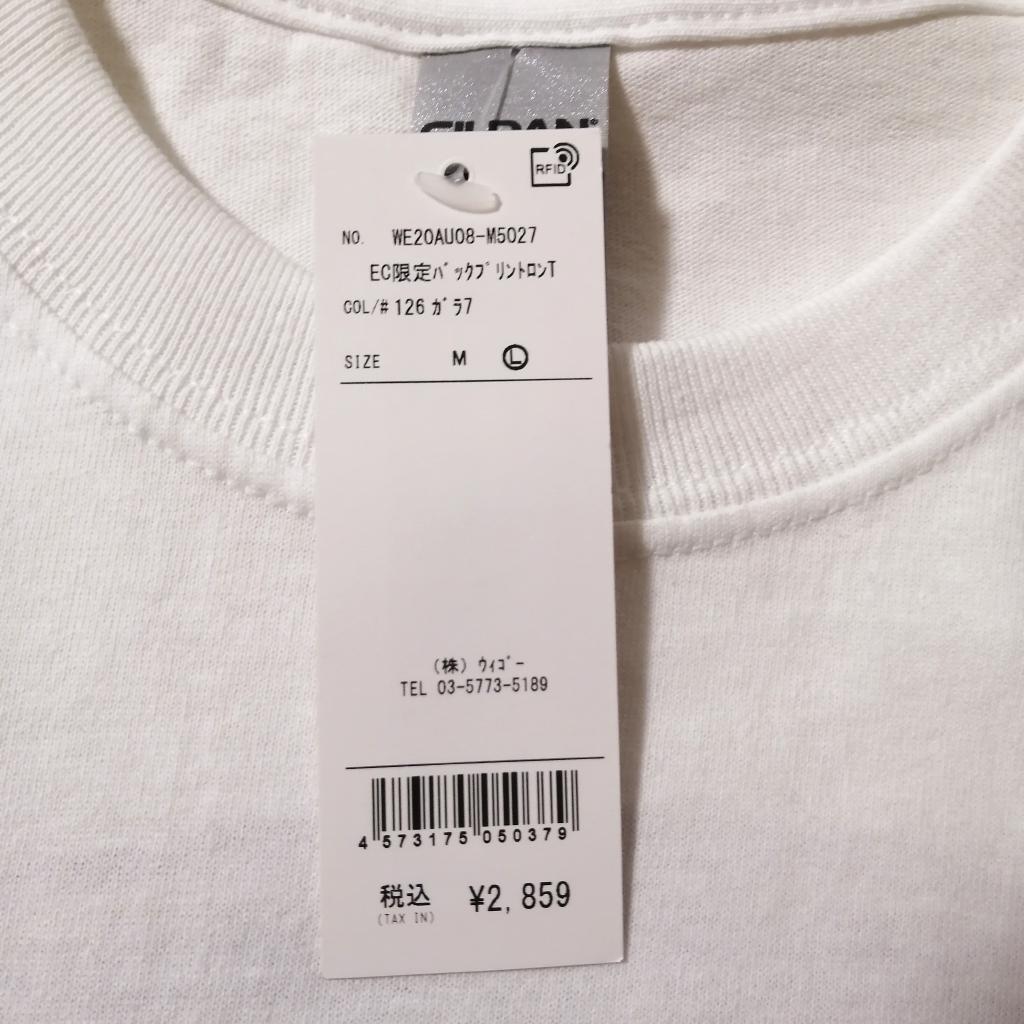 GILDAN
RFID
NO. WE20AU08-M5027
EC限定ﾊﾞｯｸﾌﾟﾘﾝﾄﾛﾝT
COL/# 126 ｶﾞﾗ7
SIZE M Ⓛ
(株) ｳｨｺﾞｰ
TEL 03-5773-5189
4 573175 050379
税込 ¥2,859
(TAX IN)